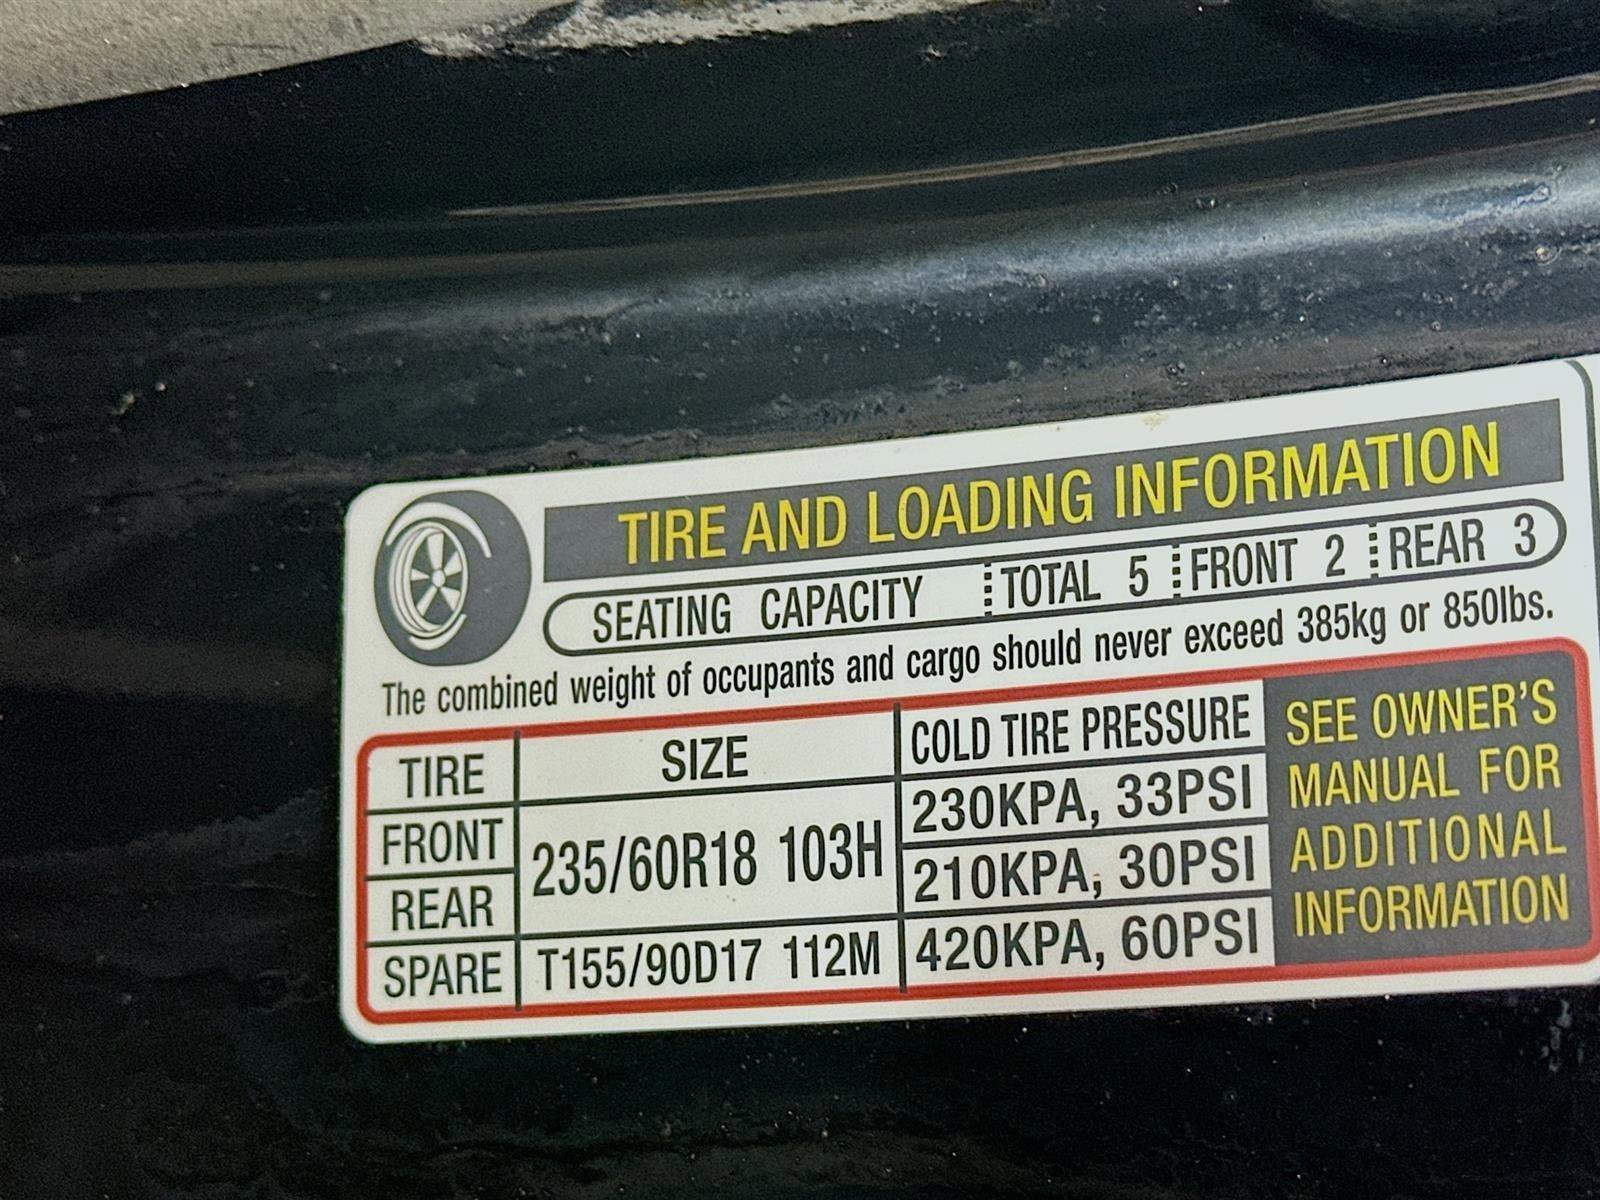 TIRE AND LOADING INFORMATION
SEATING CAPACITY TOTAL 5 FRONT 2 REAR 3
The combined weight of occupants and cargo should never exceed 385kg or 850lbs.
TIRE SIZE COLD TIRE PRESSURE
FRONT 235/60R18 103H 230KPA, 33PSI
REAR 210KPA, 30PSI
SPARE T155/90D17 112M 420KPA, 60PSI
SEE OWNER'S
MANUAL FOR
ADDITIONAL
INFORMATION